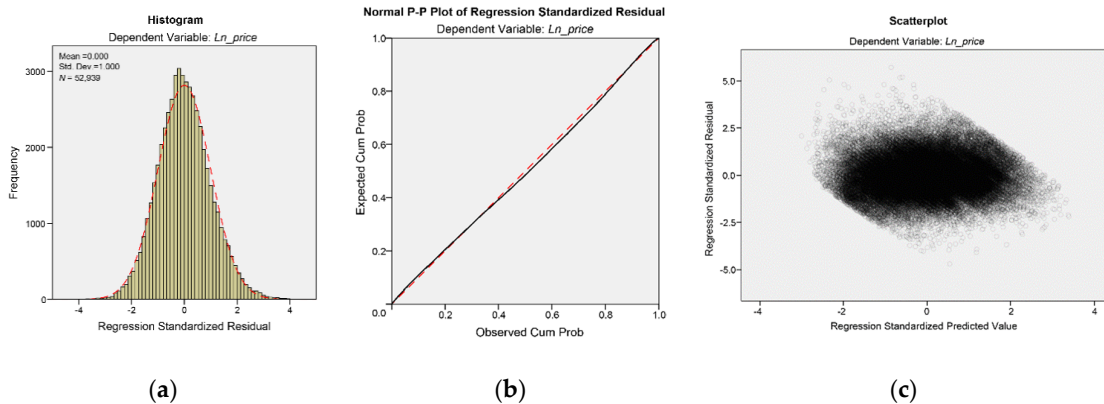 Histogram
Dependent Variable: Ln_price
Mean =0.000
Std. Dev.=1.000
N = 52,939
3000
2000
1000
0
Frequency
-4 -2 0 2 4
Regression Standardized Residual
(a)
Normal P-P Plot of Regression Standardized Residual
Dependent Variable: Ln_price
1.0
0.8
0.6
0.4
0.2
0.0
Expected Cum Prob
0.2 0.4 0.6 0.8 1.0
Observed Cum Prob
(b)
Scatterplot
Dependent Variable: Ln_price
5.0
2.5
0.0
-2.5
-5.0
Regression Standardized Residual
-4 -2 0 2 4
Regression Standardized Predicted Value
(c)